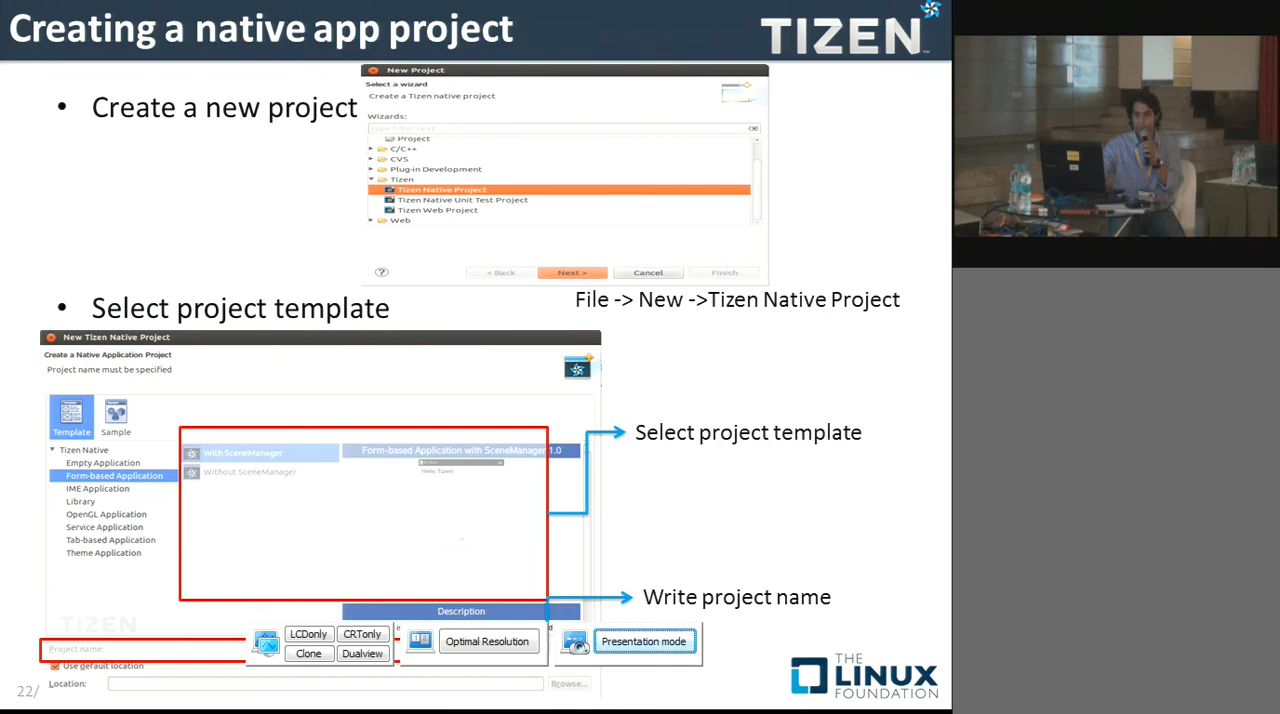 Creating a native app project
TIZEN
• Create a new project
New Project
Select a wizard
Create a Tizen native project
Wizards:
type filter text
Project
C/C++
CVS
Plug-in Development
Tizen
Tizen Native Project
Tizen Native Unit Test Project
Tizen Web Project
Web
< Back
Next >
Cancel
Finish
File -> New ->Tizen Native Project
• Select project template
New Tizen Native Project
Create a Native Application Project
Project name must be specified
Template
Sample
Tizen Native
Empty Application
Form-based Application
IME Application
Library
OpenGL Application
Service Application
Tab-based Application
Theme Application
With SceneManager
Without SceneManager
Form-based Application with SceneManager 1.0
Hello Tizen!
Description
Select project template
Write project name
TIZEN
Project name:
Use default location
Location:
Browse...
LCDonly
CRTonly
Clone
Dualview
Optimal Resolution
Presentation mode
22/
THE
LINUX
FOUNDATION